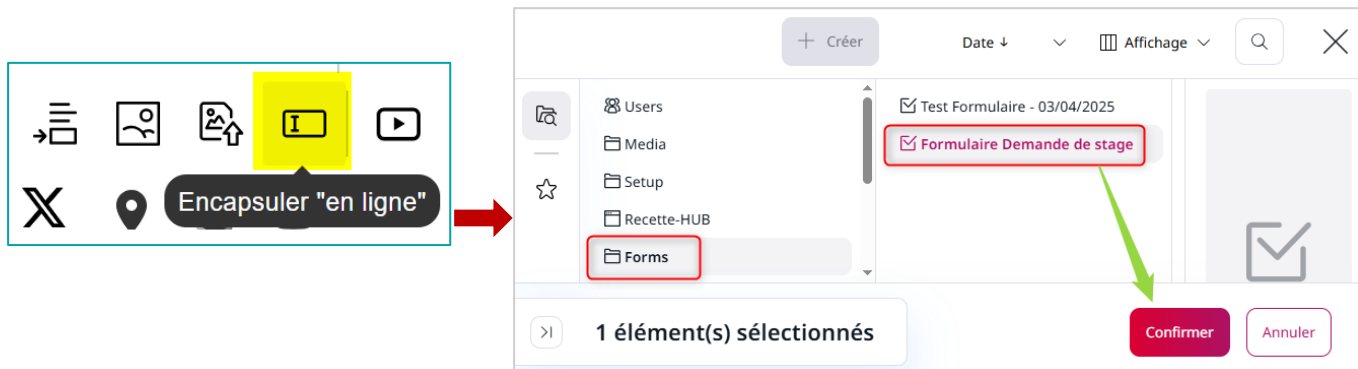 Encapsuler "en ligne"
+ Créer
Date ↓
Affichage
Users
Media
Setup
Recette-HUB
Forms
Test Formulaire - 03/04/2025
Formulaire Demande de stage
1 élément(s) sélectionnés
Confirmer
Annuler